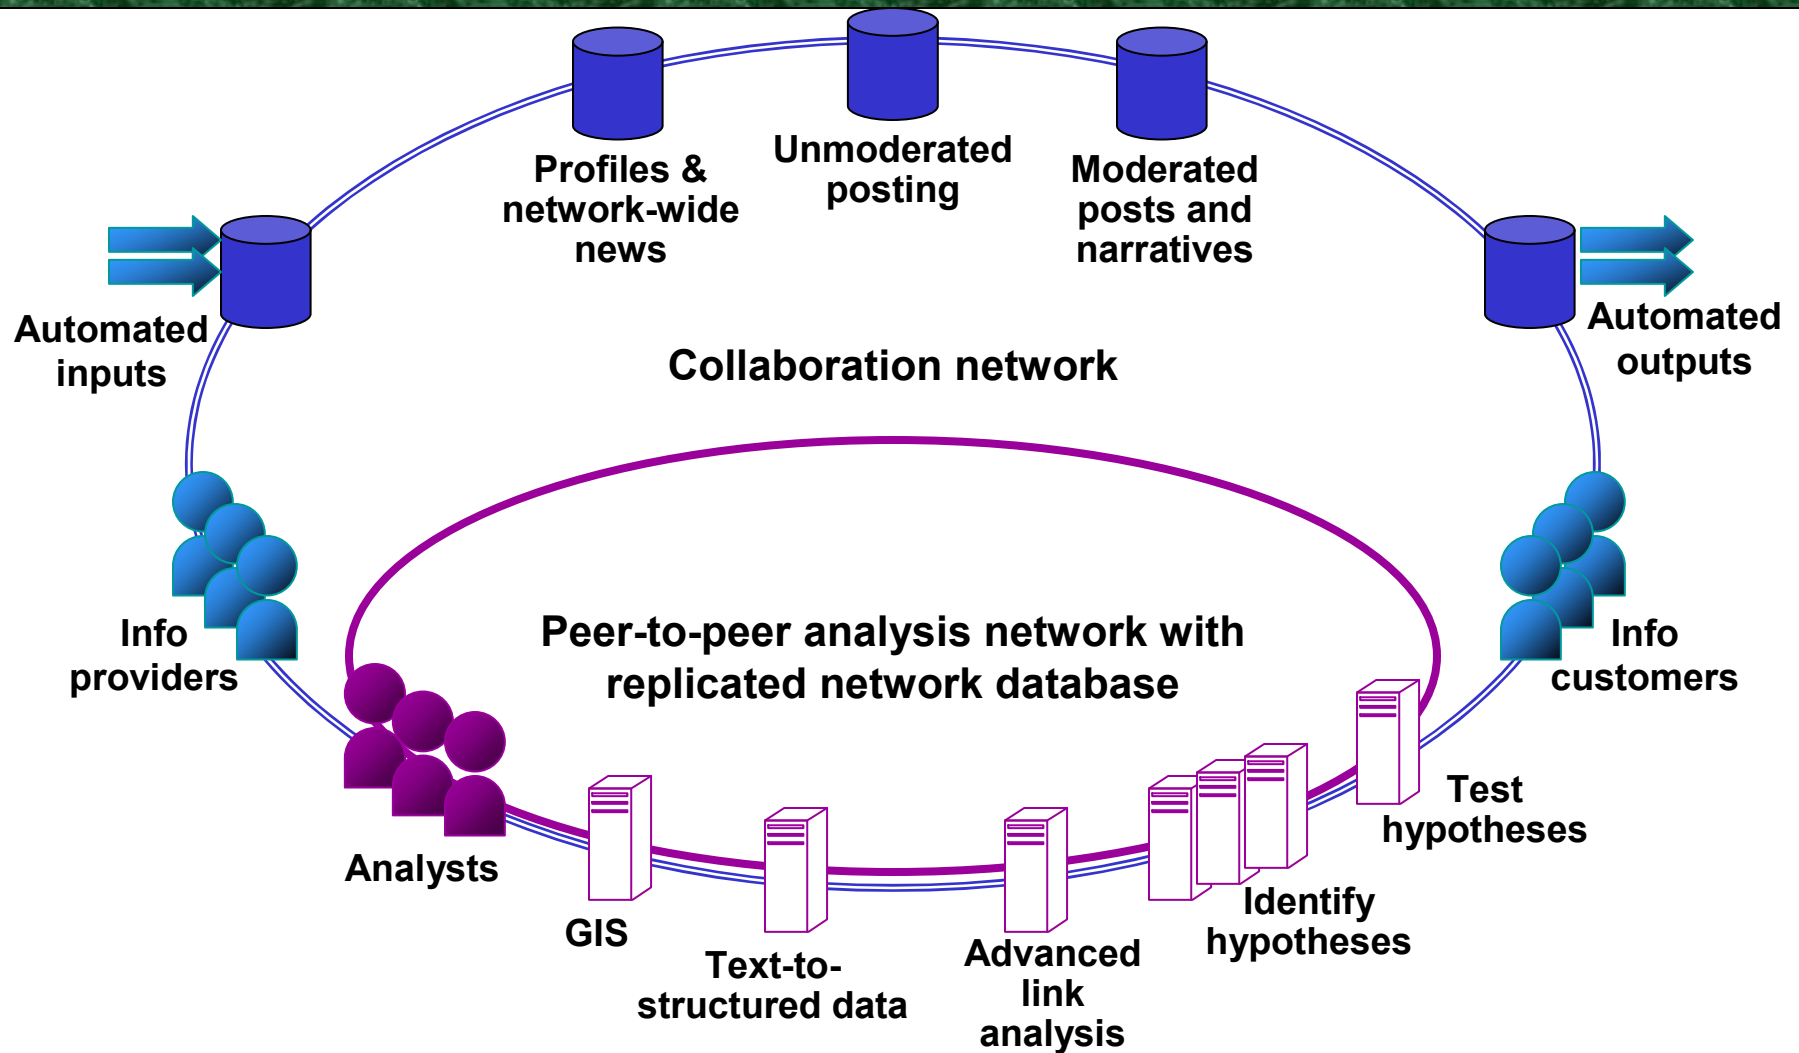 Profiles &
network-wide
news
Unmoderated
posting
Moderated
posts and
narratives
Automated
inputs
Automated
outputs
Collaboration network
Info
providers
Peer-to-peer analysis network with
replicated network database
Info
customers
Analysts
GIS
Text-to-
structured data
Advanced
link
analysis
Identify
hypotheses
Test
hypotheses